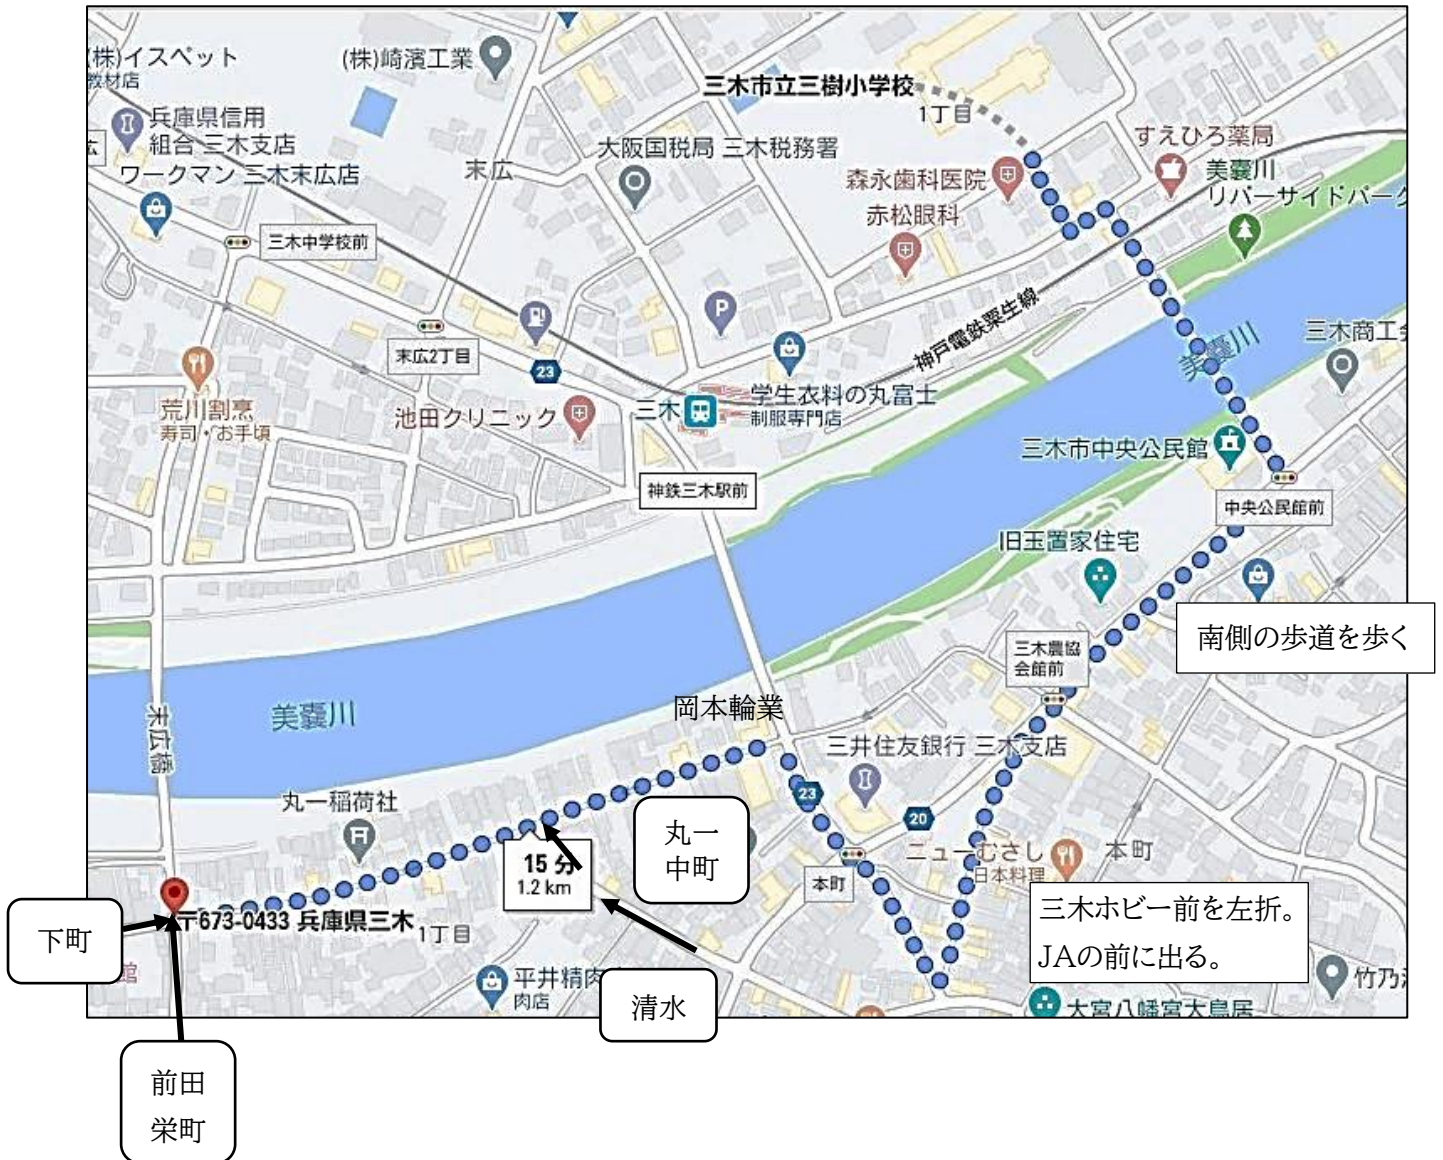 (株)イスペット
教材店
(株)崎濱工業
三木市立三樹小学校
1丁目
兵庫県信用
組合 三木支店
すえひろ薬局
大阪国税局 三木税務署
末広
ワークマン 三木末広店
森永歯科医院
美嚢川
リバーサイドパーク
赤松眼科
三木中学校前
神戸電鉄粟生線
美嚢川
三木商工会
末広2丁目
23
荒川割烹
寿司・お手頃
池田クリニック
三木
学生衣料の丸富士
制服専門店
三木市中央公民館
神鉄三木駅前
中央公民館前
旧玉置家住宅
南側の歩道を歩く
三木農協
会館前
美嚢川
末広橋
岡本輪業
三井住友銀行 三木支店
丸一稲荷社
23
20
丸一
中町
15 分
1.2 km
ニューむさし
日本料理
本町
本町
三木ホビー前を左折。
JAの前に出る。
〒673-0433 兵庫県三木
1丁目
下町
館
平井精肉
肉店
清水
竹乃
大宮八幡宮大鳥居
前田
栄町